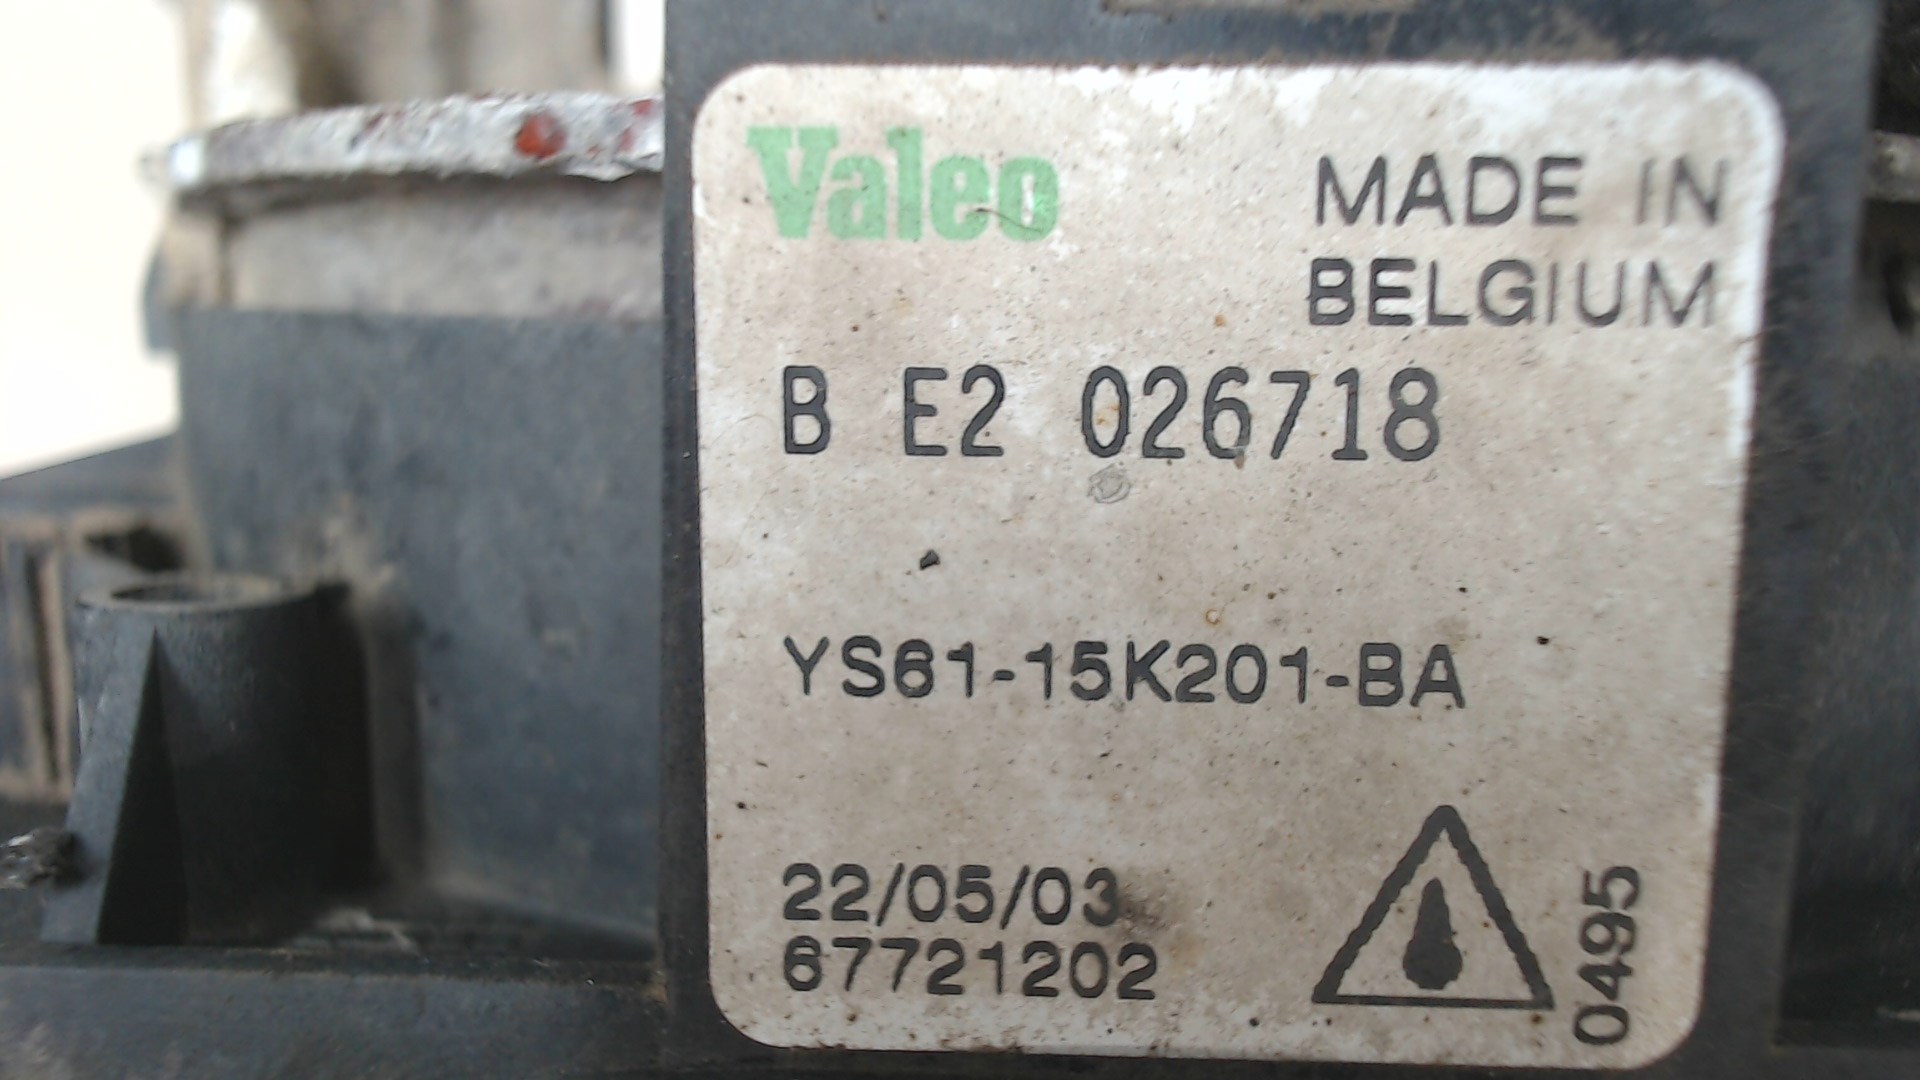 Valeo
MADE IN
BELGIUM
B E2 026718
YS61-15K201-BA
22/05/03
67721202
0495